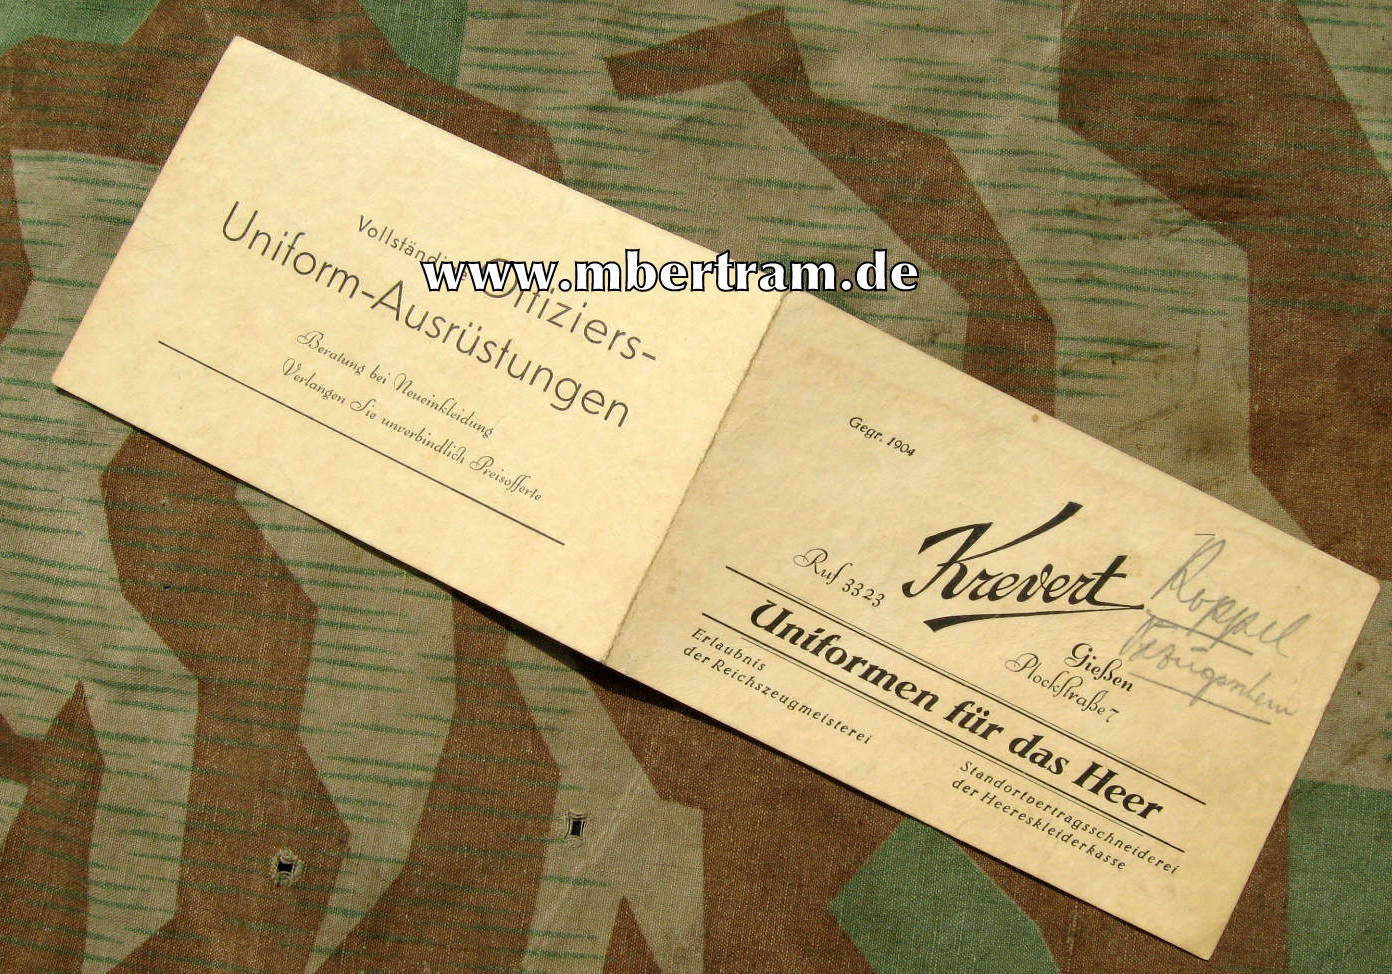 Vollständige Offiziers-
Uniform-Ausrüstungen
Beratung bei Neueinkleidung
Verlangen Sie unverbindlich Preisofferte
www.mbertram.de
Gegr. 1904
Ruf 3323
Krevert
Gießen
Plockstraße 7
Uniformen für das Heer
Erlaubnis
der Reichszeugmeisterei
Standortvertragsschneiderei
der Heereskleiderkasse
Koppel